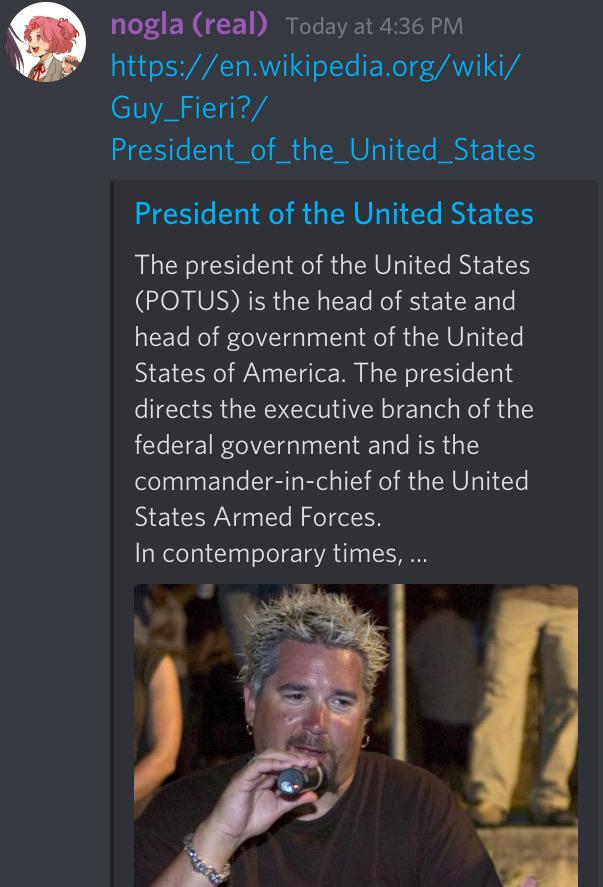 nogla (real) Today at 4:36 PM
https://en.wikipedia.org/wiki/
Guy_Fieri?/
President_of_the_United_States
President of the United States
The president of the United States
(POTUS) is the head of state and
head of government of the United
States of America. The president
directs the executive branch of the
federal government and is the
commander-in-chief of the United
States Armed Forces.
In contemporary times, ...